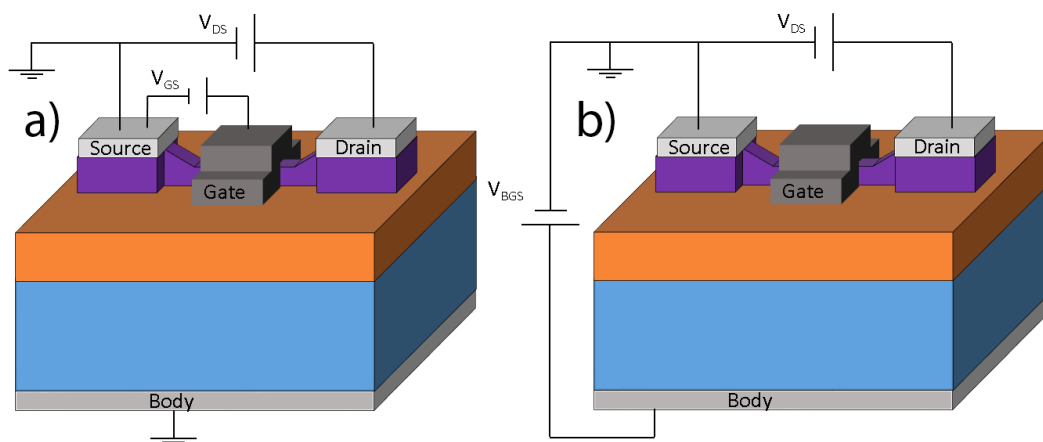 a)
V_DS
V_GS
Source
Drain
Gate
Body
b)
V_DS
V_BGS
Source
Drain
Gate
Body